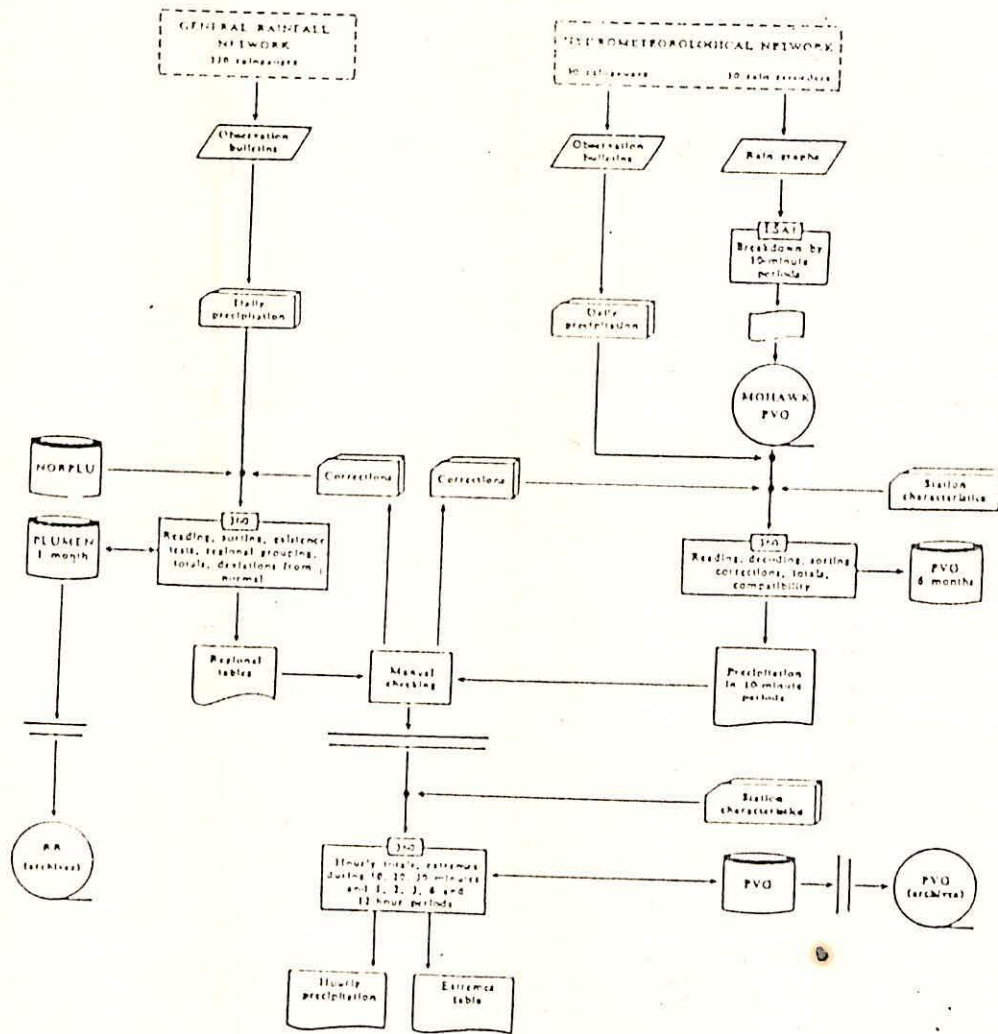 GENERAL RAINFALL
NETWORK
HYDROMETEOROLOGICAL NETWORK
Observation
bulletins
Observation
bulletins
Rain graphs
Breakdown by
10-minute
periods
Daily
precipitation
Daily
precipitation
MOHAWK
PVO
NORPLU
Corrections
Corrections
Station
characteristics
PLUMEN
1 month
360
Reading, sorting, existence
tests, regional grouping,
totals, deviations from
normal
360
Reading, decoding, sorting
corrections, totals,
compatibility
PVO
6 months
Regional
tables
Manual
checking
Precipitation
in 10-minute
periods
Station
characteristics
RR
(archives)
360
Hourly totals, extremes
during 10, 20, 30 minutes
and 1, 2, 3, 6 and
12 hour periods
PVO
PVO
(archives)
Hourly
precipitation
Extremes
table